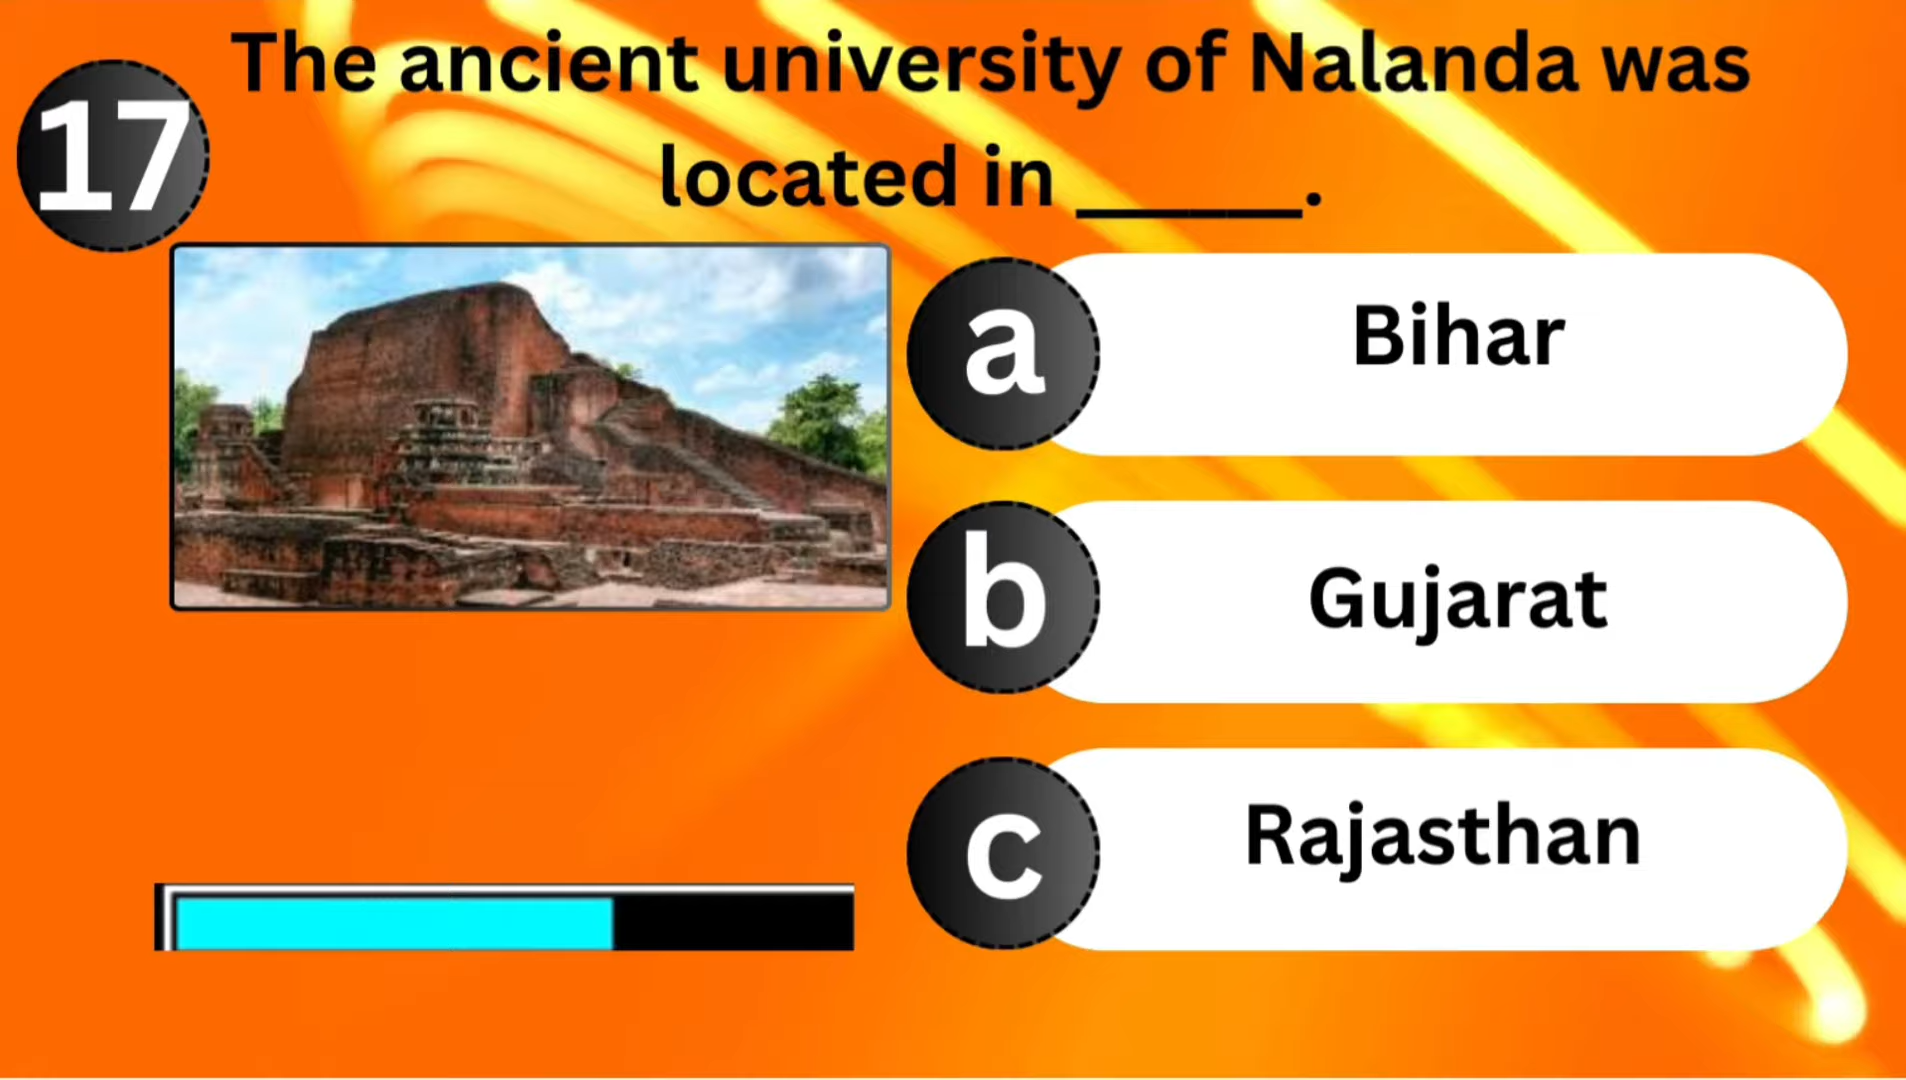 17
The ancient university of Nalanda was
located in _____.
a
Bihar
b
Gujarat
c
Rajasthan